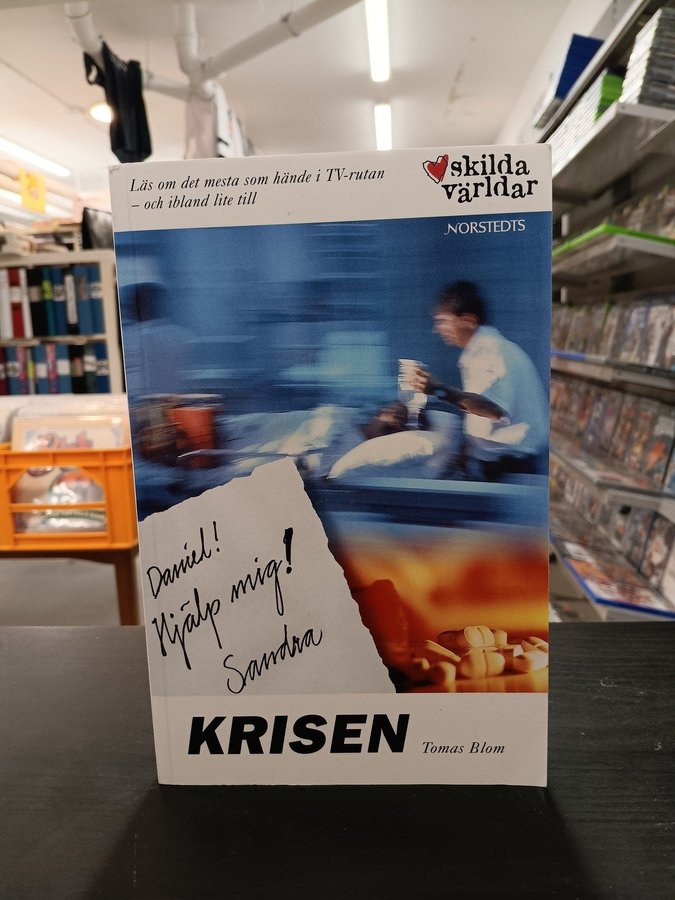 Läs om det mesta som hände i TV-rutan
– och ibland lite till
skilda
världar
NORSTEDTS
Daniel!
Hjälp mig!
Sandra
KRISEN
Tomas Blom